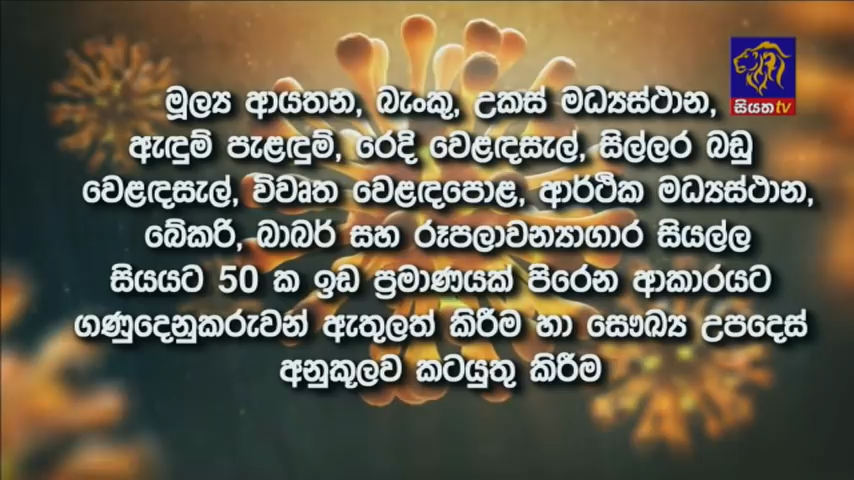 මූල්‍ය ආයතන, බැංකු, උකස් මධ්‍යස්ථාන,
ඇඳුම් පැළඳුම්, රෙදි වෙළඳසැල්, සිල්ලර බඩු
වෙළඳසැල්, විවෘත වෙළඳපොළ, ආර්ථික මධ්‍යස්ථාන,
බේකරි, බාබර් සහ රූපලාවන්‍යාගාර සියල්ල
සියයට 50 ක ඉඩ ප්‍රමාණයක් පිරෙන ආකාරයට
ගණුදෙනුකරුවන් ඇතුලත් කිරීම හා සෞඛ්‍ය උපදෙස්
අනුකූලව කටයුතු කිරීම
සියත tv